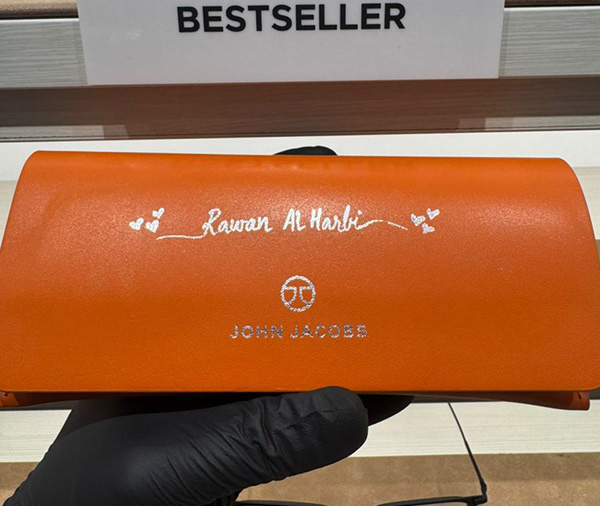 BESTSELLER
Rawan Al Harbi
JOHN JACOBS